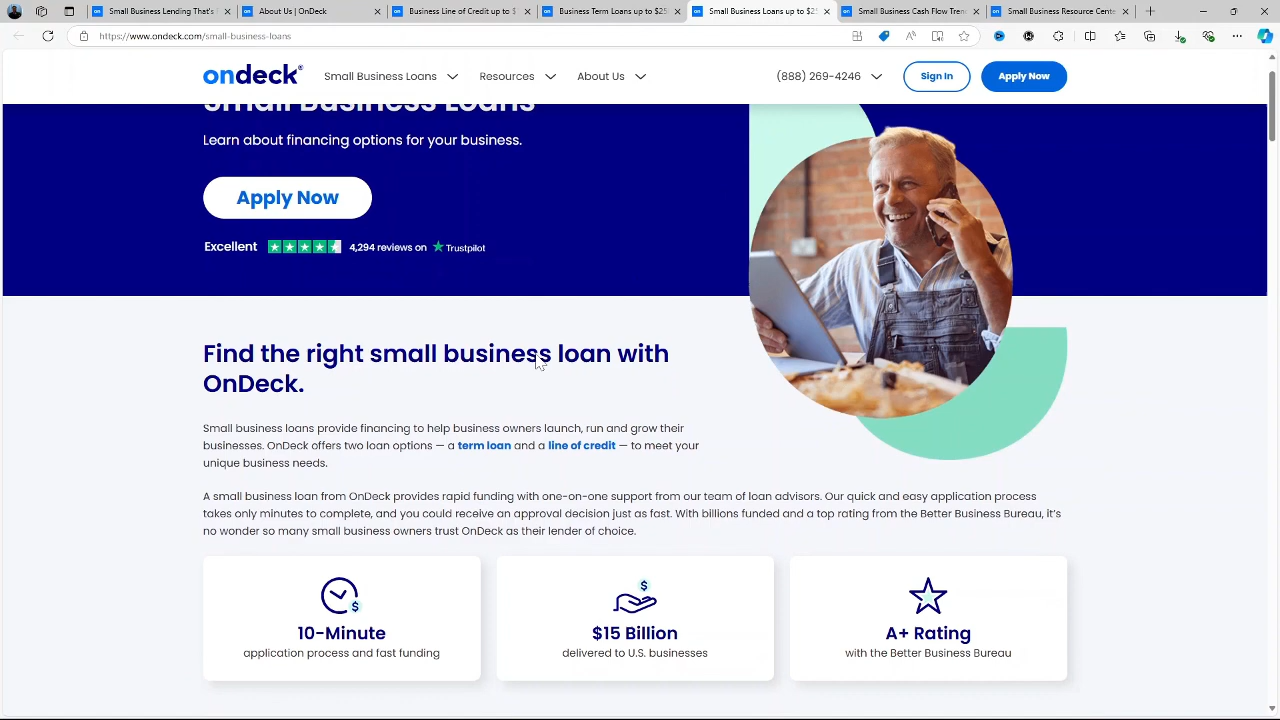 Small Business Lending That's I
About Us | OnDeck
Business Line of Credit up to $
Business Term Loans up to $25
Small Business Loans up to $25
Small Business Cash Flow Tren
Small Business Resource Cente
https://www.ondeck.com/small-business-loans
ondeck® Small Business Loans Resources About Us (888) 269-4246 Sign In Apply Now
Small Business Loans
Learn about financing options for your business.
Apply Now
Excellent 4,294 reviews on Trustpilot
Find the right small business loan with
OnDeck.
Small business loans provide financing to help business owners launch, run and grow their
businesses. OnDeck offers two loan options — a term loan and a line of credit — to meet your
unique business needs.
A small business loan from OnDeck provides rapid funding with one-on-one support from our team of loan advisors. Our quick and easy application process
takes only minutes to complete, and you could receive an approval decision just as fast. With billions funded and a top rating from the Better Business Bureau, it's
no wonder so many small business owners trust OnDeck as their lender of choice.
10-Minute
application process and fast funding
$15 Billion
delivered to U.S. businesses
A+ Rating
with the Better Business Bureau